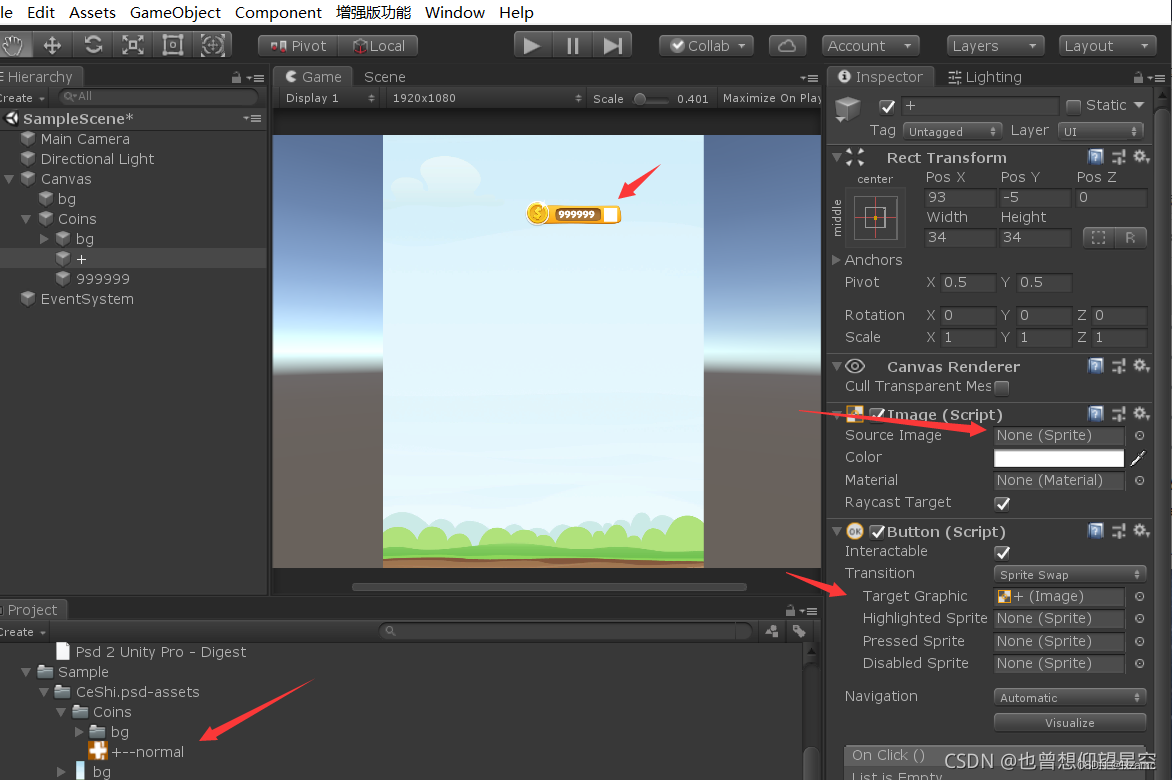 le Edit Assets GameObject Component 增强版功能 Window Help
Pivot Local Collab Account Layers Layout
Hierarchy
Create All
SampleScene*
Main Camera
Directional Light
Canvas
bg
Coins
bg
+
999999
EventSystem
Game Scene
Display 1 1920x1080 Scale 0.401 Maximize On Play
999999
Inspector Lighting
+ Static
Tag Untagged Layer UI
Rect Transform
center
middle
Pos X Pos Y Pos Z
93 -5 0
Width Height
34 34
R
Anchors
Pivot X 0.5 Y 0.5
Rotation X 0 Y 0 Z 0
Scale X 1 Y 1 Z 1
Canvas Renderer
Cull Transparent Mes
Image (Script)
Source Image None (Sprite)
Color
Material None (Material)
Raycast Target
OK Button (Script)
Interactable
Transition Sprite Swap
Target Graphic + (Image)
Highlighted Sprite None (Sprite)
Pressed Sprite None (Sprite)
Disabled Sprite None (Sprite)
Navigation Automatic
Visualize
On Click ()
List is Empty
Project
Create
Psd 2 Unity Pro - Digest
Sample
CeShi.psd-assets
Coins
bg
+--normal
bg
CSDN @也曾想仰望星空